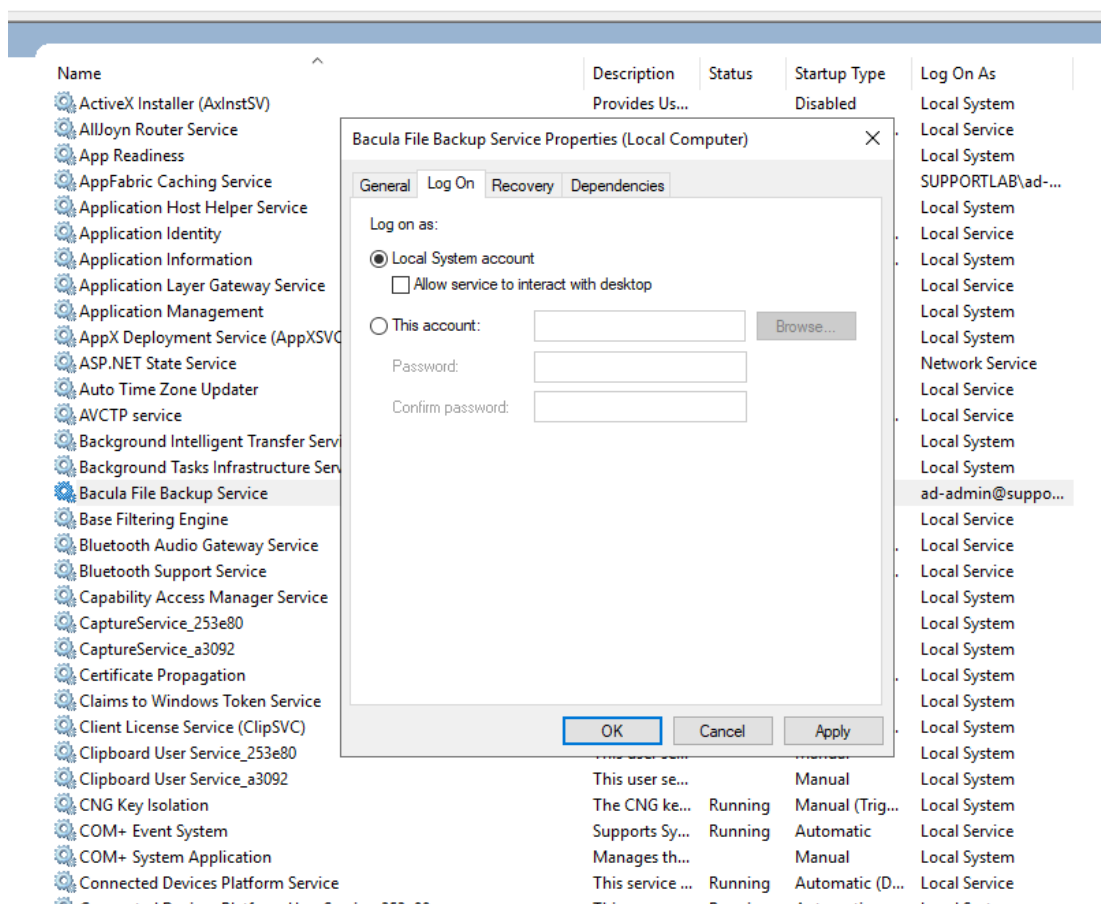 Name Description Status Startup Type Log On As
ActiveX Installer (AxInstSV) Provides Us... Disabled Local System
AllJoyn Router Service Local Service
App Readiness Local System
AppFabric Caching Service SUPPORTLAB\ad-...
Application Host Helper Service Local System
Application Identity Local Service
Application Information Local System
Application Layer Gateway Service Local Service
Application Management Local System
AppX Deployment Service (AppXSVC Local System
ASP.NET State Service Network Service
Auto Time Zone Updater Local Service
AVCTP service Local Service
Background Intelligent Transfer Servi Local System
Background Tasks Infrastructure Serv Local System
Bacula File Backup Service ad-admin@suppo...
Base Filtering Engine Local Service
Bluetooth Audio Gateway Service Local Service
Bluetooth Support Service Local Service
Capability Access Manager Service Local System
CaptureService_253e80 Local System
CaptureService_a3092 Local System
Certificate Propagation Local System
Claims to Windows Token Service Local System
Client License Service (ClipSVC) Local System
Clipboard User Service_253e80 Local System
Clipboard User Service_a3092 This user se... Manual Local System
CNG Key Isolation The CNG ke... Running Manual (Trig... Local System
COM+ Event System Supports Sy... Running Automatic Local Service
COM+ System Application Manages th... Manual Local System
Connected Devices Platform Service This service ... Running Automatic (D... Local Service
Bacula File Backup Service Properties (Local Computer)
General Log On Recovery Dependencies
Log on as:
Local System account
Allow service to interact with desktop
This account: Browse...
Password:
Confirm password:
OK Cancel Apply